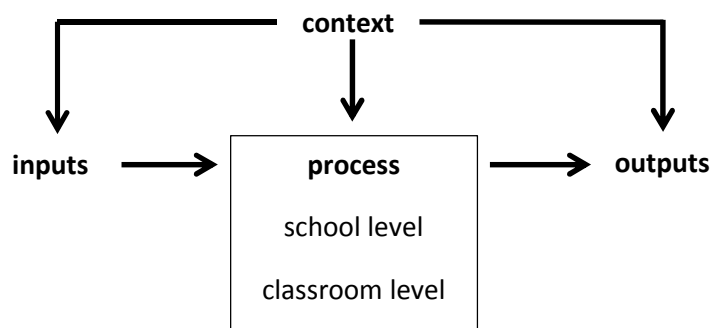 context
inputs
process
outputs
school level
classroom level